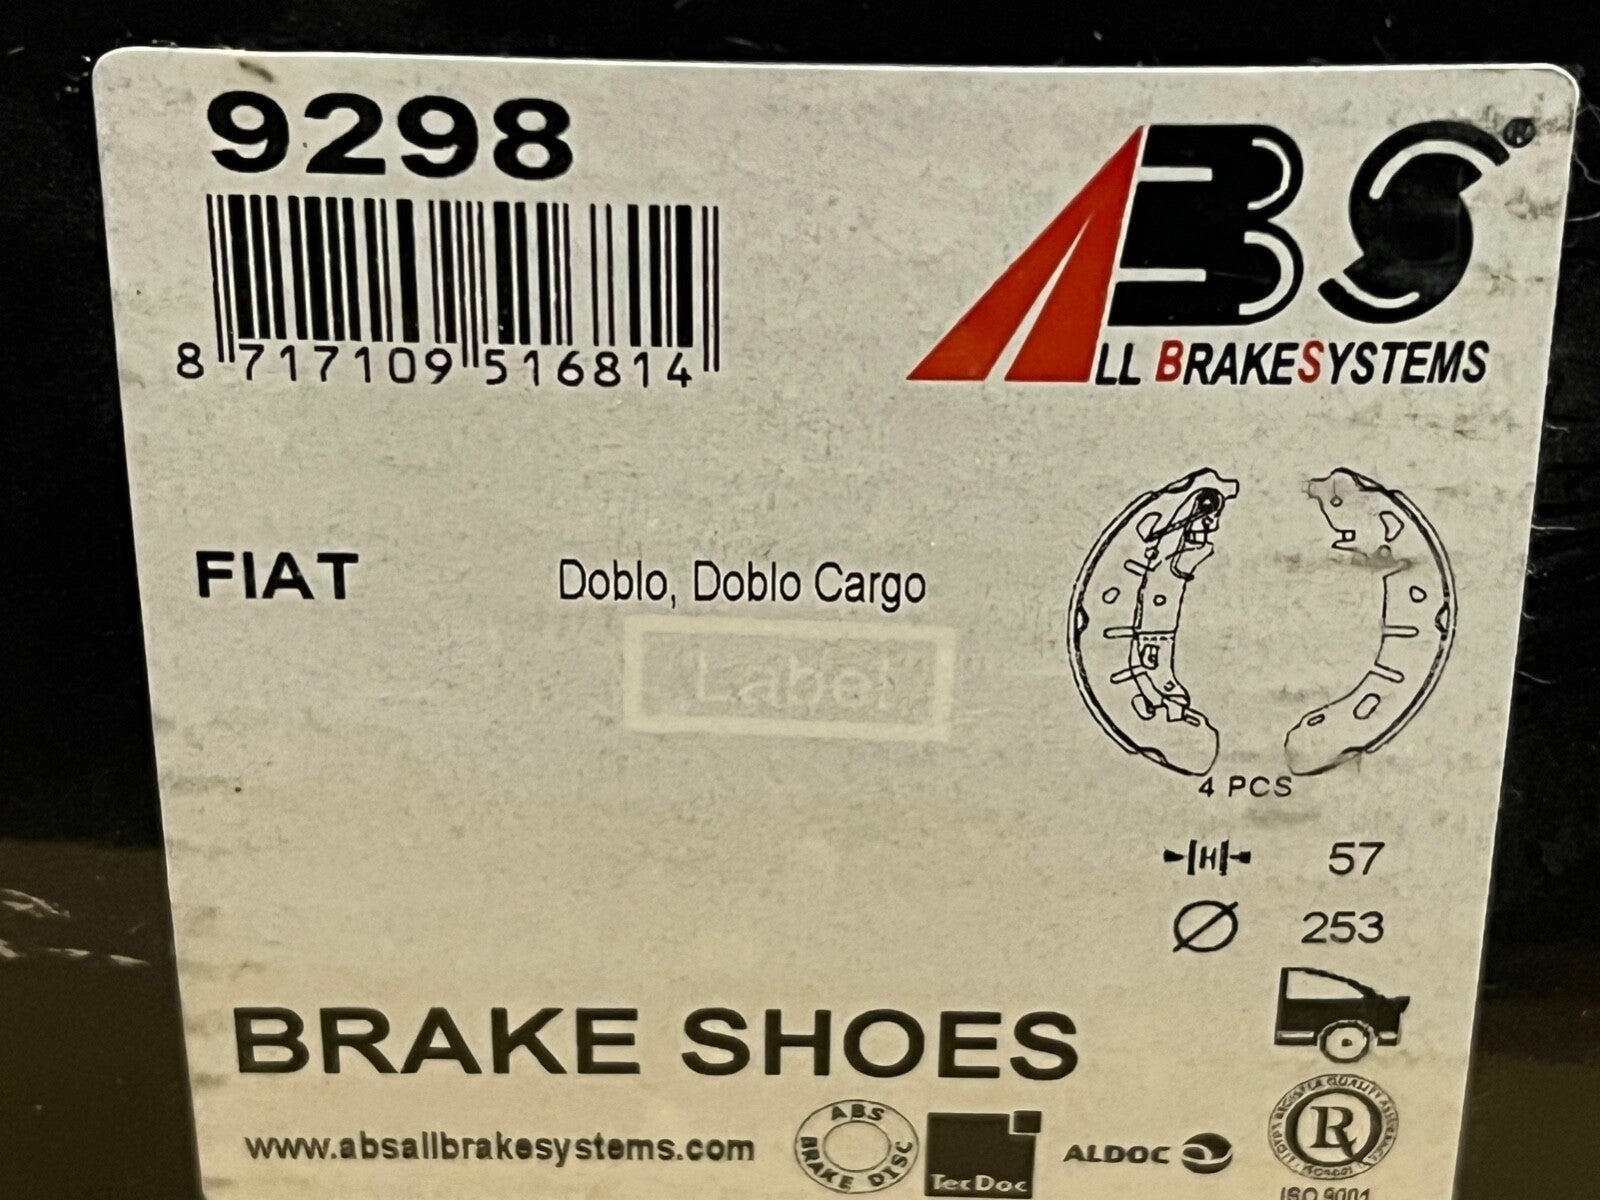 9298
8 717109 516814
ABS®
ALL BRAKESYSTEMS
FIAT Doblo, Doblo Cargo
Label
4 PCS
H 57
Ø 253
BRAKE SHOES
www.absallbrakesystems.com
ABS BRAKE DISC
TecDoc
ALDOC
R
ISO 9001